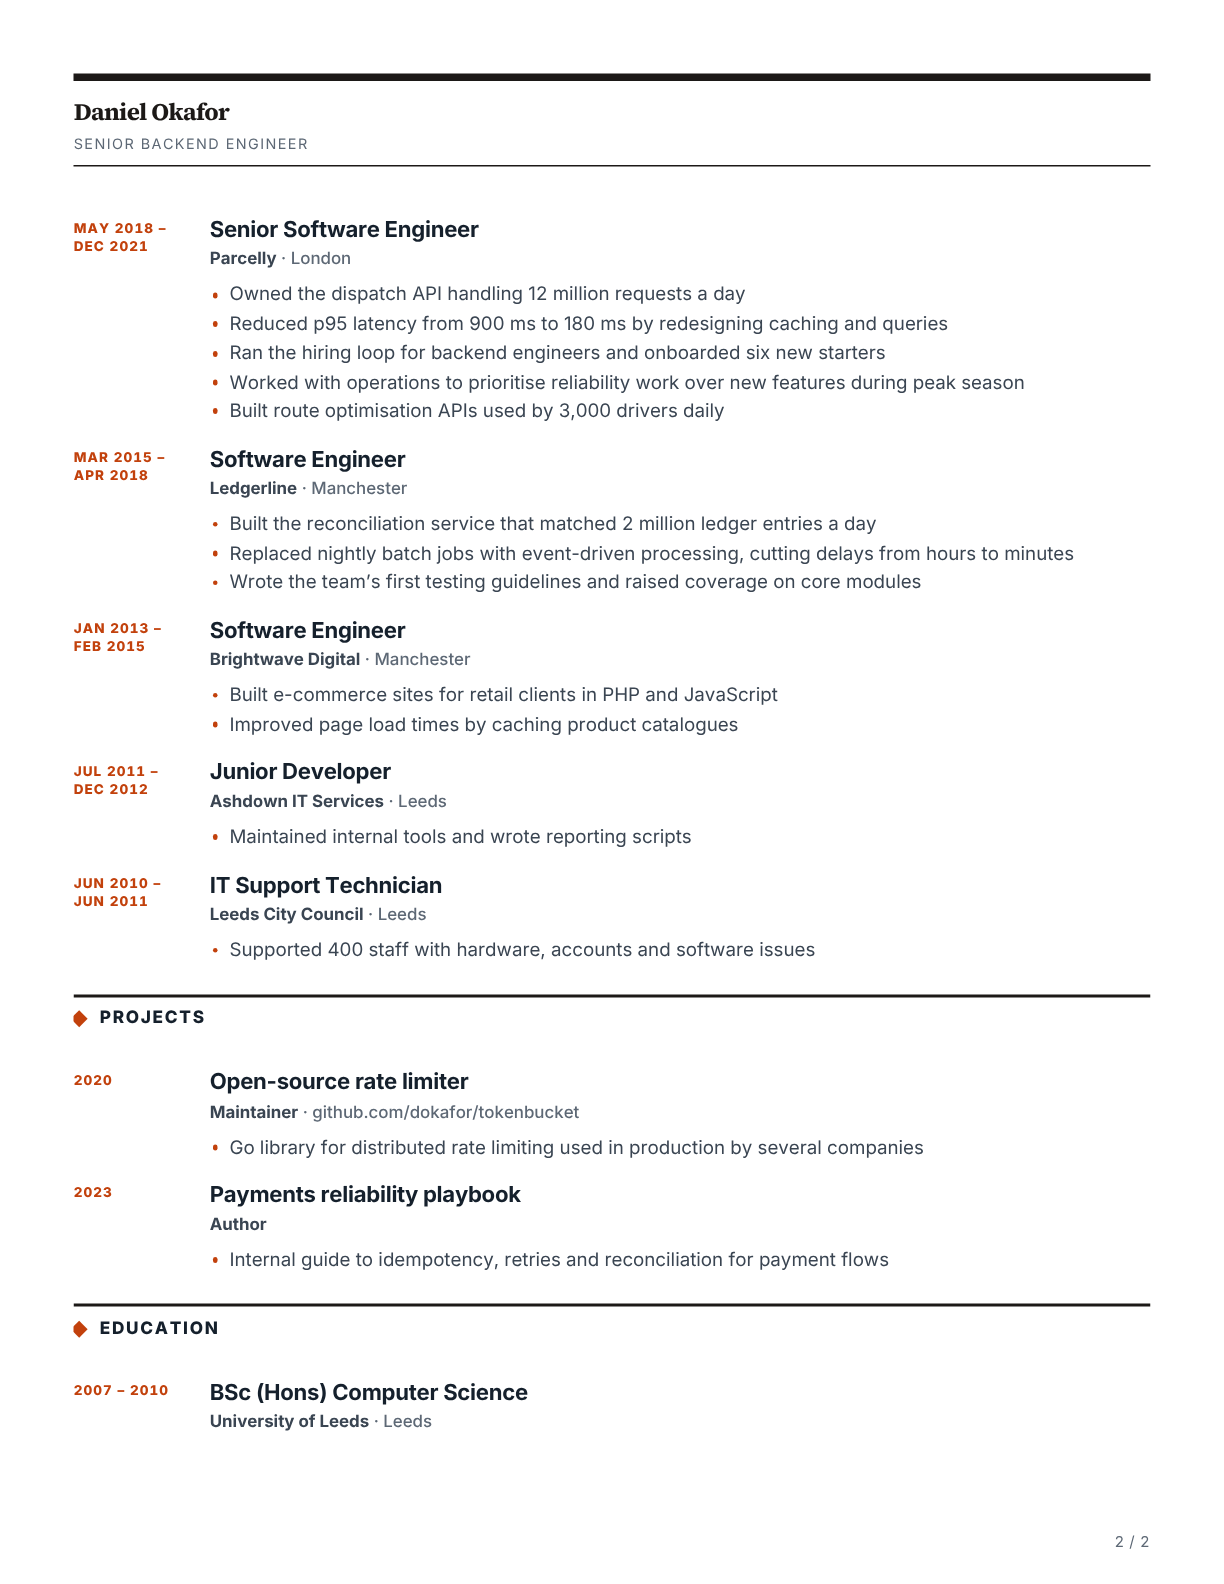 Daniel Okafor
SENIOR BACKEND ENGINEER
MAY 2018 –
DEC 2021
Senior Software Engineer
Parcelly · London
• Owned the dispatch API handling 12 million requests a day
• Reduced p95 latency from 900 ms to 180 ms by redesigning caching and queries
• Ran the hiring loop for backend engineers and onboarded six new starters
• Worked with operations to prioritise reliability work over new features during peak season
• Built route optimisation APIs used by 3,000 drivers daily
MAR 2015 –
APR 2018
Software Engineer
Ledgerline · Manchester
• Built the reconciliation service that matched 2 million ledger entries a day
• Replaced nightly batch jobs with event-driven processing, cutting delays from hours to minutes
• Wrote the team’s first testing guidelines and raised coverage on core modules
JAN 2013 –
FEB 2015
Software Engineer
Brightwave Digital · Manchester
• Built e-commerce sites for retail clients in PHP and JavaScript
• Improved page load times by caching product catalogues
JUL 2011 –
DEC 2012
Junior Developer
Ashdown IT Services · Leeds
• Maintained internal tools and wrote reporting scripts
JUN 2010 –
JUN 2011
IT Support Technician
Leeds City Council · Leeds
• Supported 400 staff with hardware, accounts and software issues
PROJECTS
2020
Open-source rate limiter
Maintainer · github.com/dokafor/tokenbucket
• Go library for distributed rate limiting used in production by several companies
2023
Payments reliability playbook
Author
• Internal guide to idempotency, retries and reconciliation for payment flows
EDUCATION
2007 – 2010
BSc (Hons) Computer Science
University of Leeds · Leeds
2 / 2